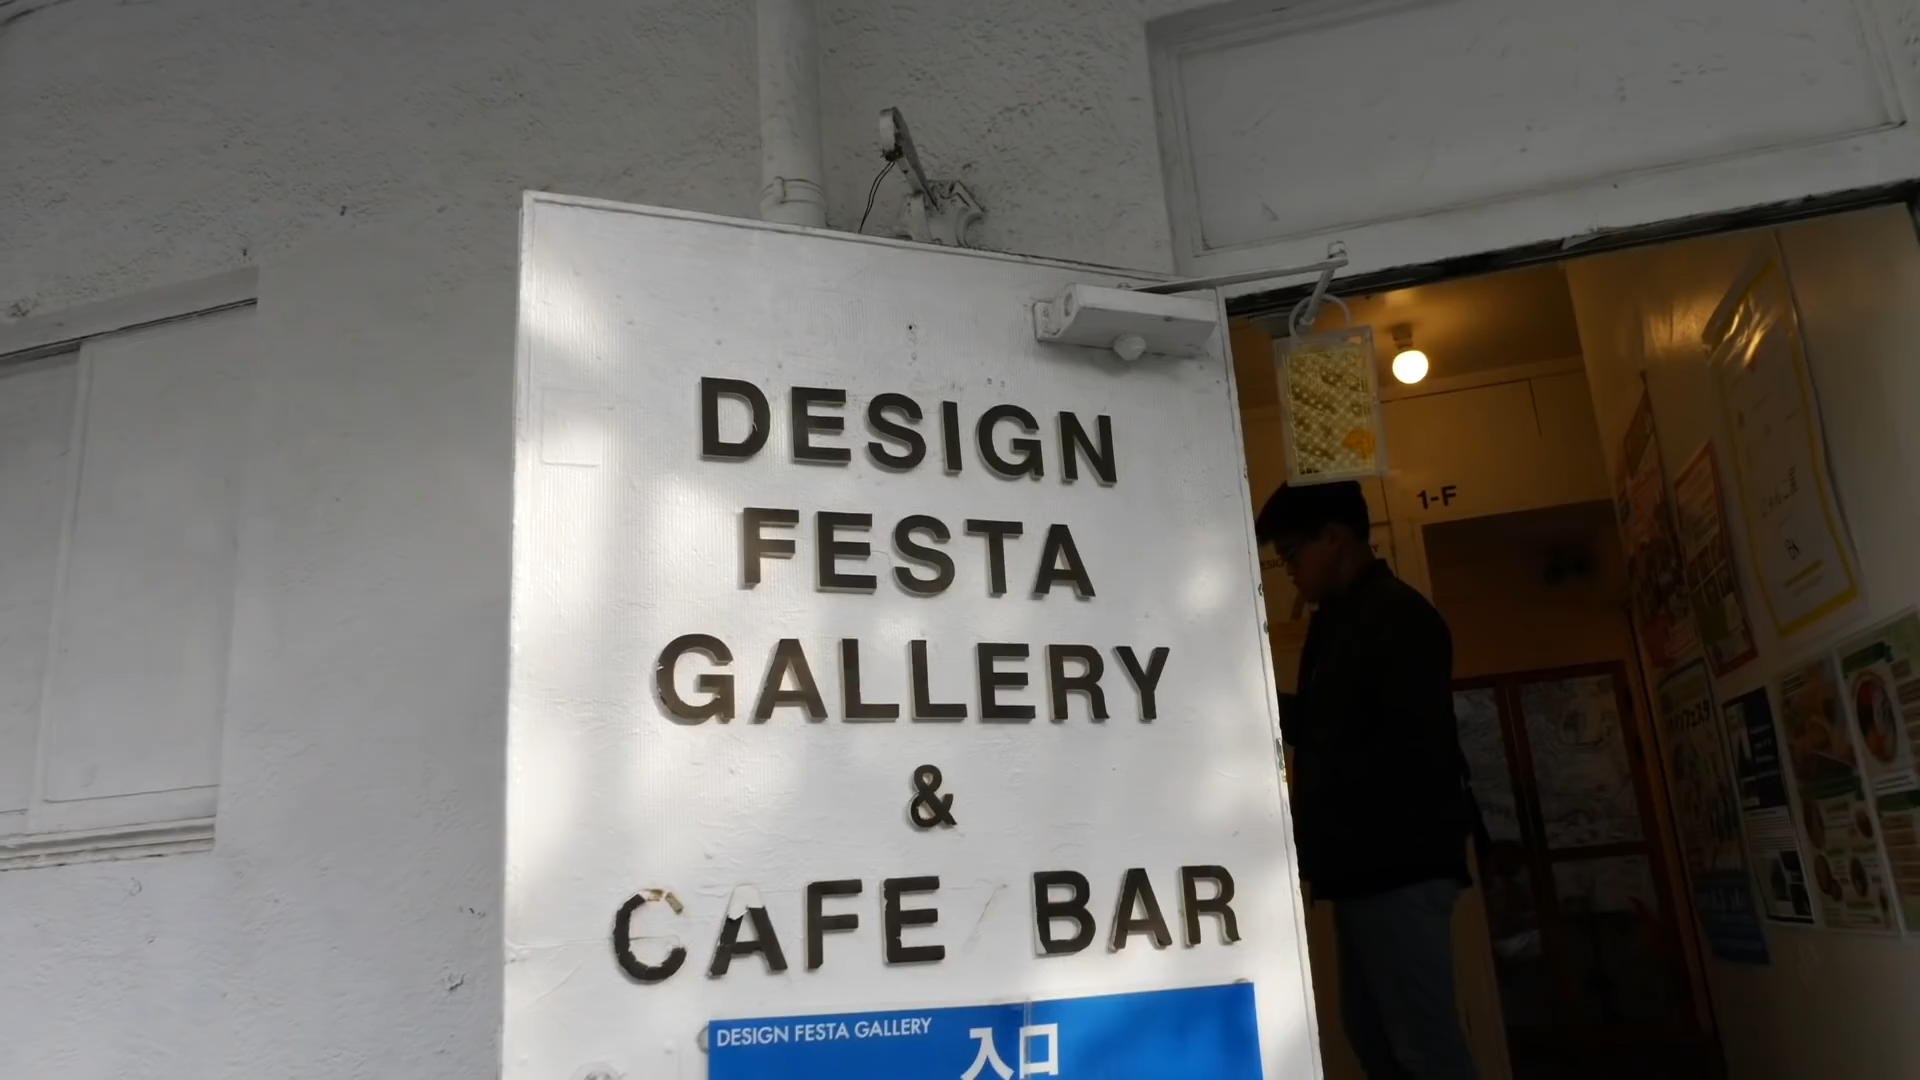 DESIGN
FESTA
GALLERY
&
CAFE BAR
DESIGN FESTA GALLERY
入口
1-F